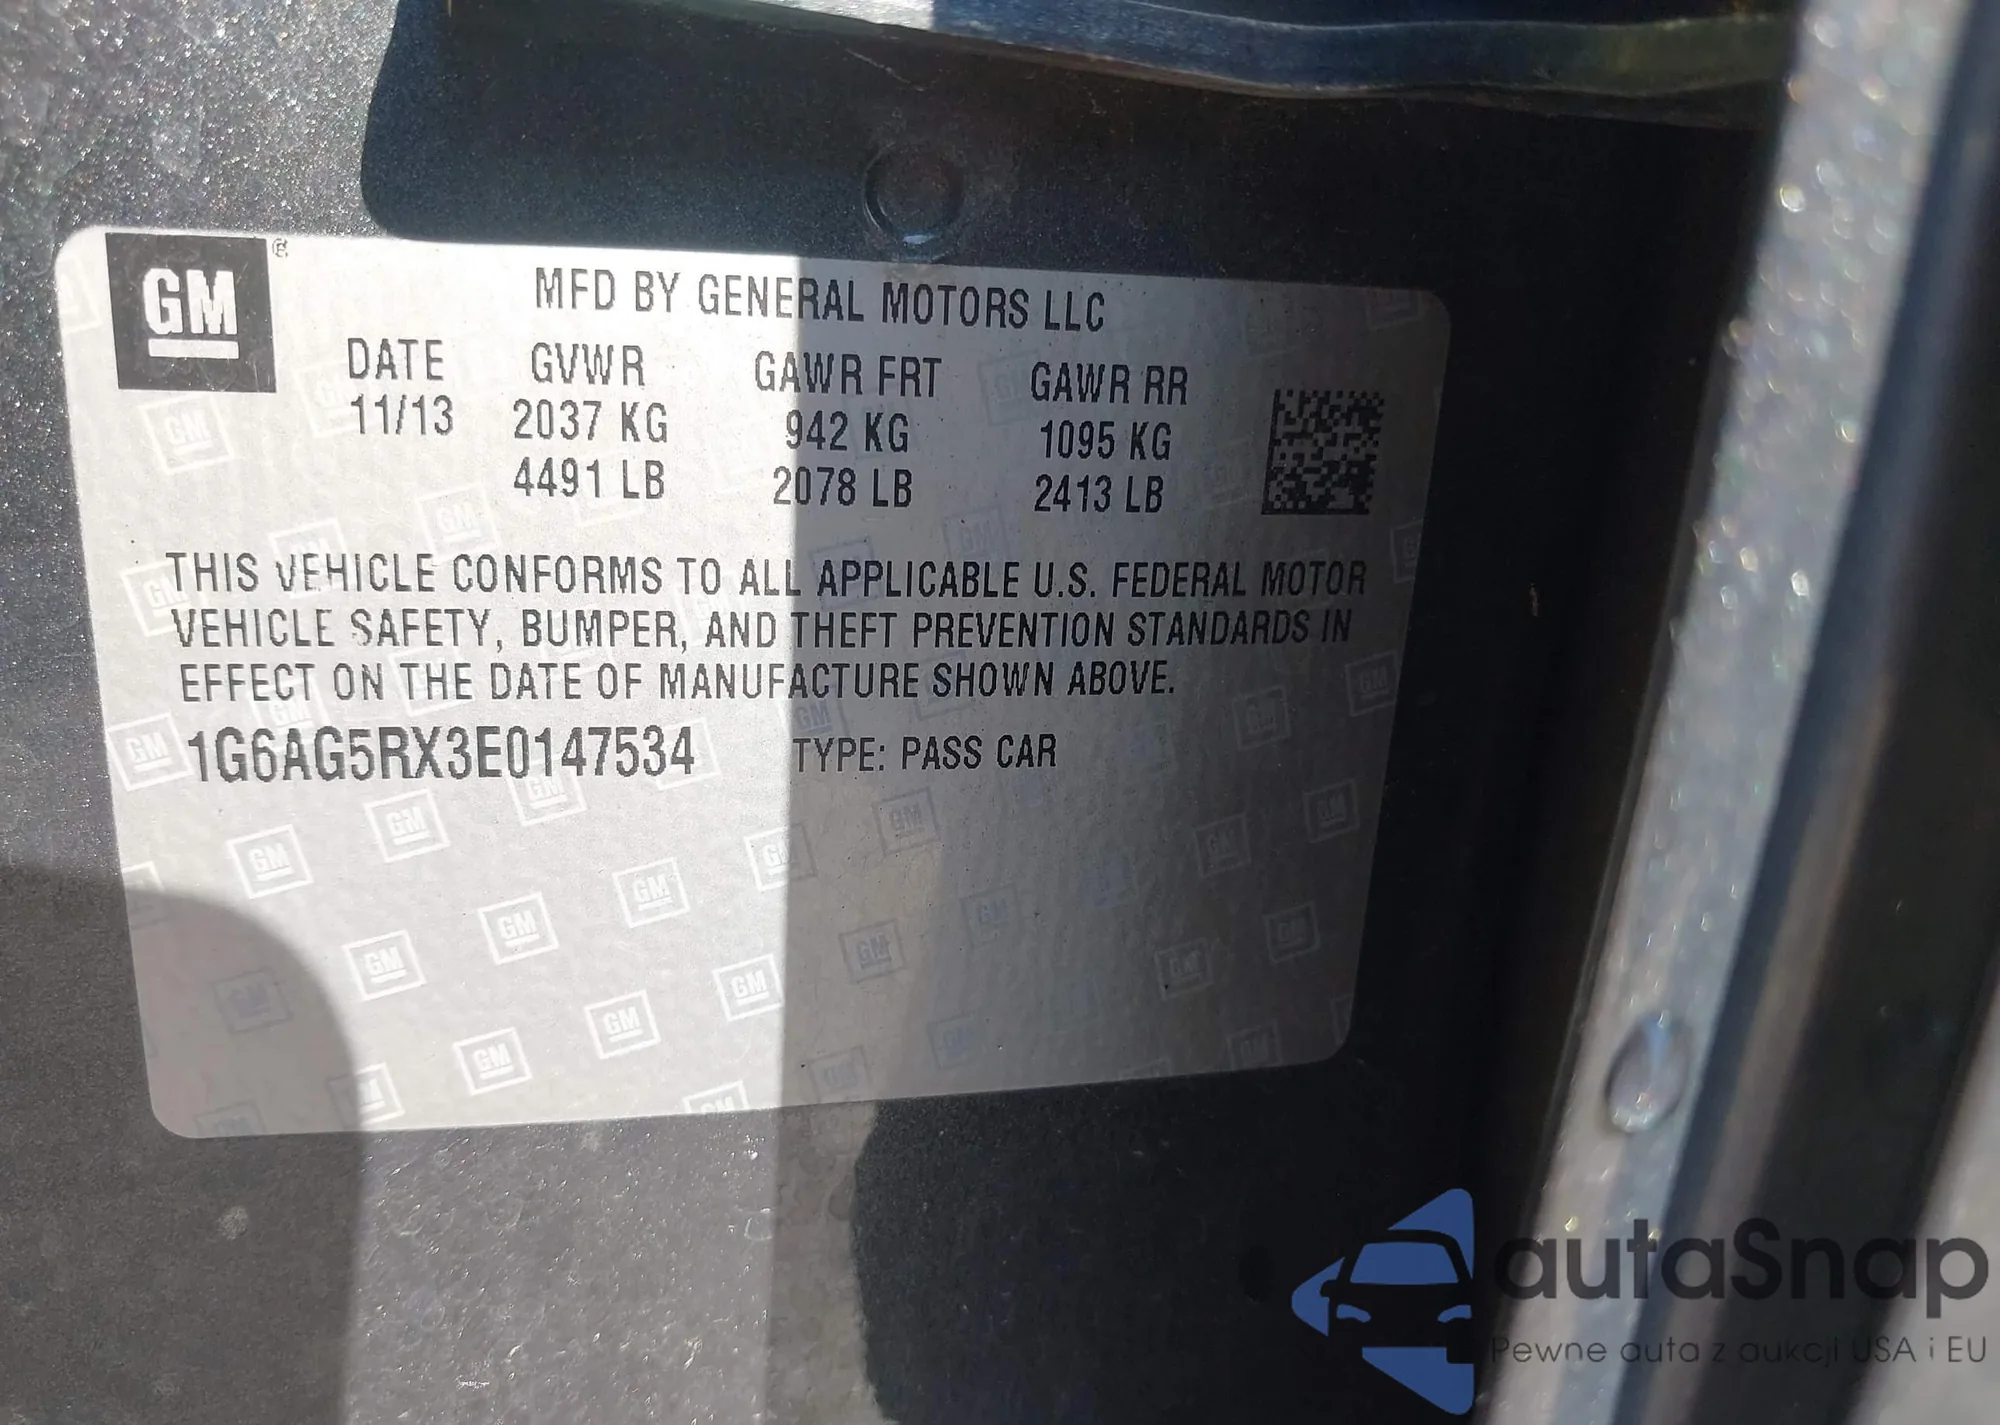 GM ®
MFD BY GENERAL MOTORS LLC
DATE GVWR GAWR FRT GAWR RR
11/13 2037 KG 942 KG 1095 KG
4491 LB 2078 LB 2413 LB
THIS VEHICLE CONFORMS TO ALL APPLICABLE U.S. FEDERAL MOTOR
VEHICLE SAFETY, BUMPER, AND THEFT PREVENTION STANDARDS IN
EFFECT ON THE DATE OF MANUFACTURE SHOWN ABOVE.
1G6AG5RX3E0147534 TYPE: PASS CAR
autaSnap
Pewne auta z aukcji USA i EU